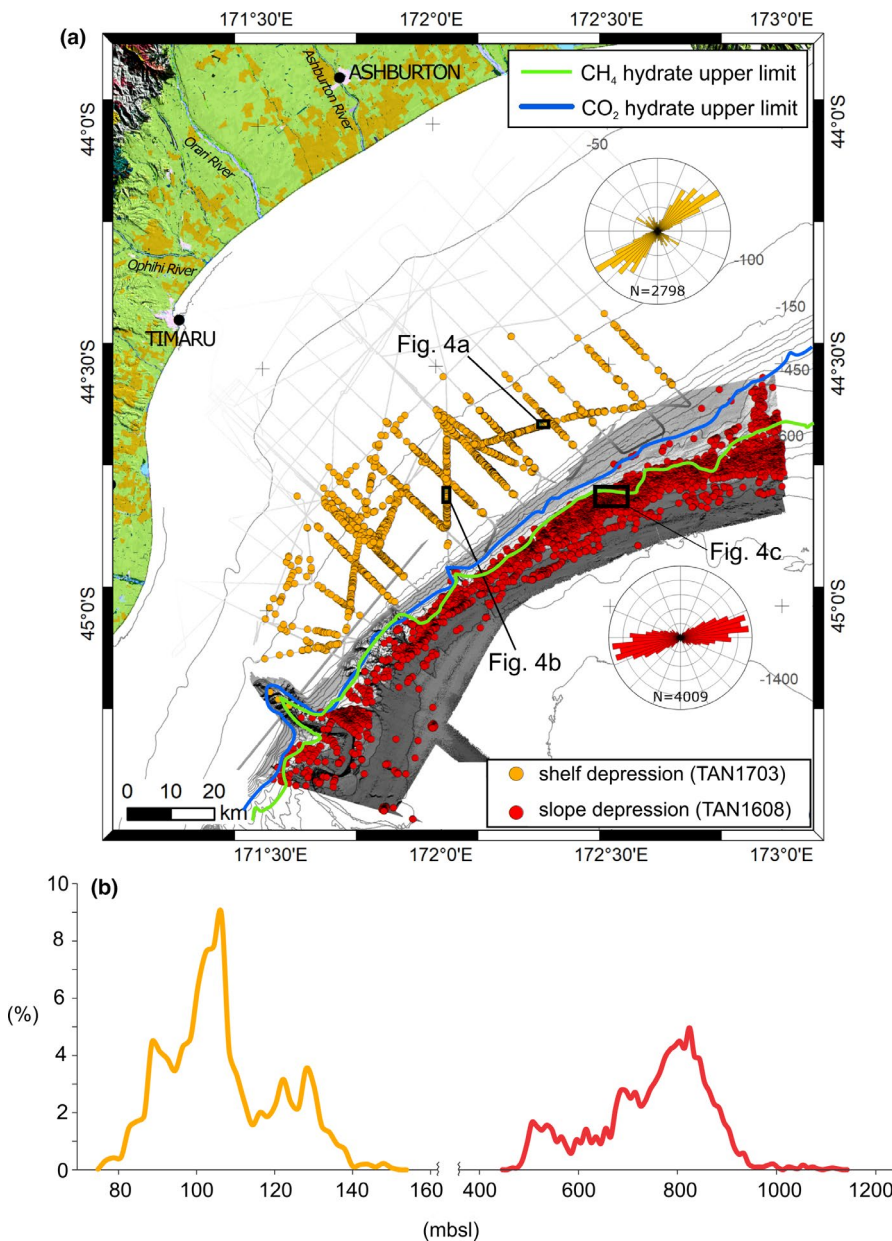 (a)
171°30'E 172°0'E 172°30'E 173°0'E
ASHBURTON
Ashburton River
Orari River
CH₄ hydrate upper limit
CO₂ hydrate upper limit
44°0'S
44°0'S
-50
Ophihi River
N=2798
-100
TIMARU
-150
Fig. 4a
44°30'S
44°30'S
-450
-600
Fig. 4c
45°0'S
45°0'S
Fig. 4b
N=4009
-1400
shelf depression (TAN1703)
slope depression (TAN1608)
0 10 20
km
171°30'E 172°0'E 172°30'E 173°0'E
(b)
10
8
6
(%)
4
2
0
80 100 120 140 160 400 600 800 1000 1200
(mbsl)